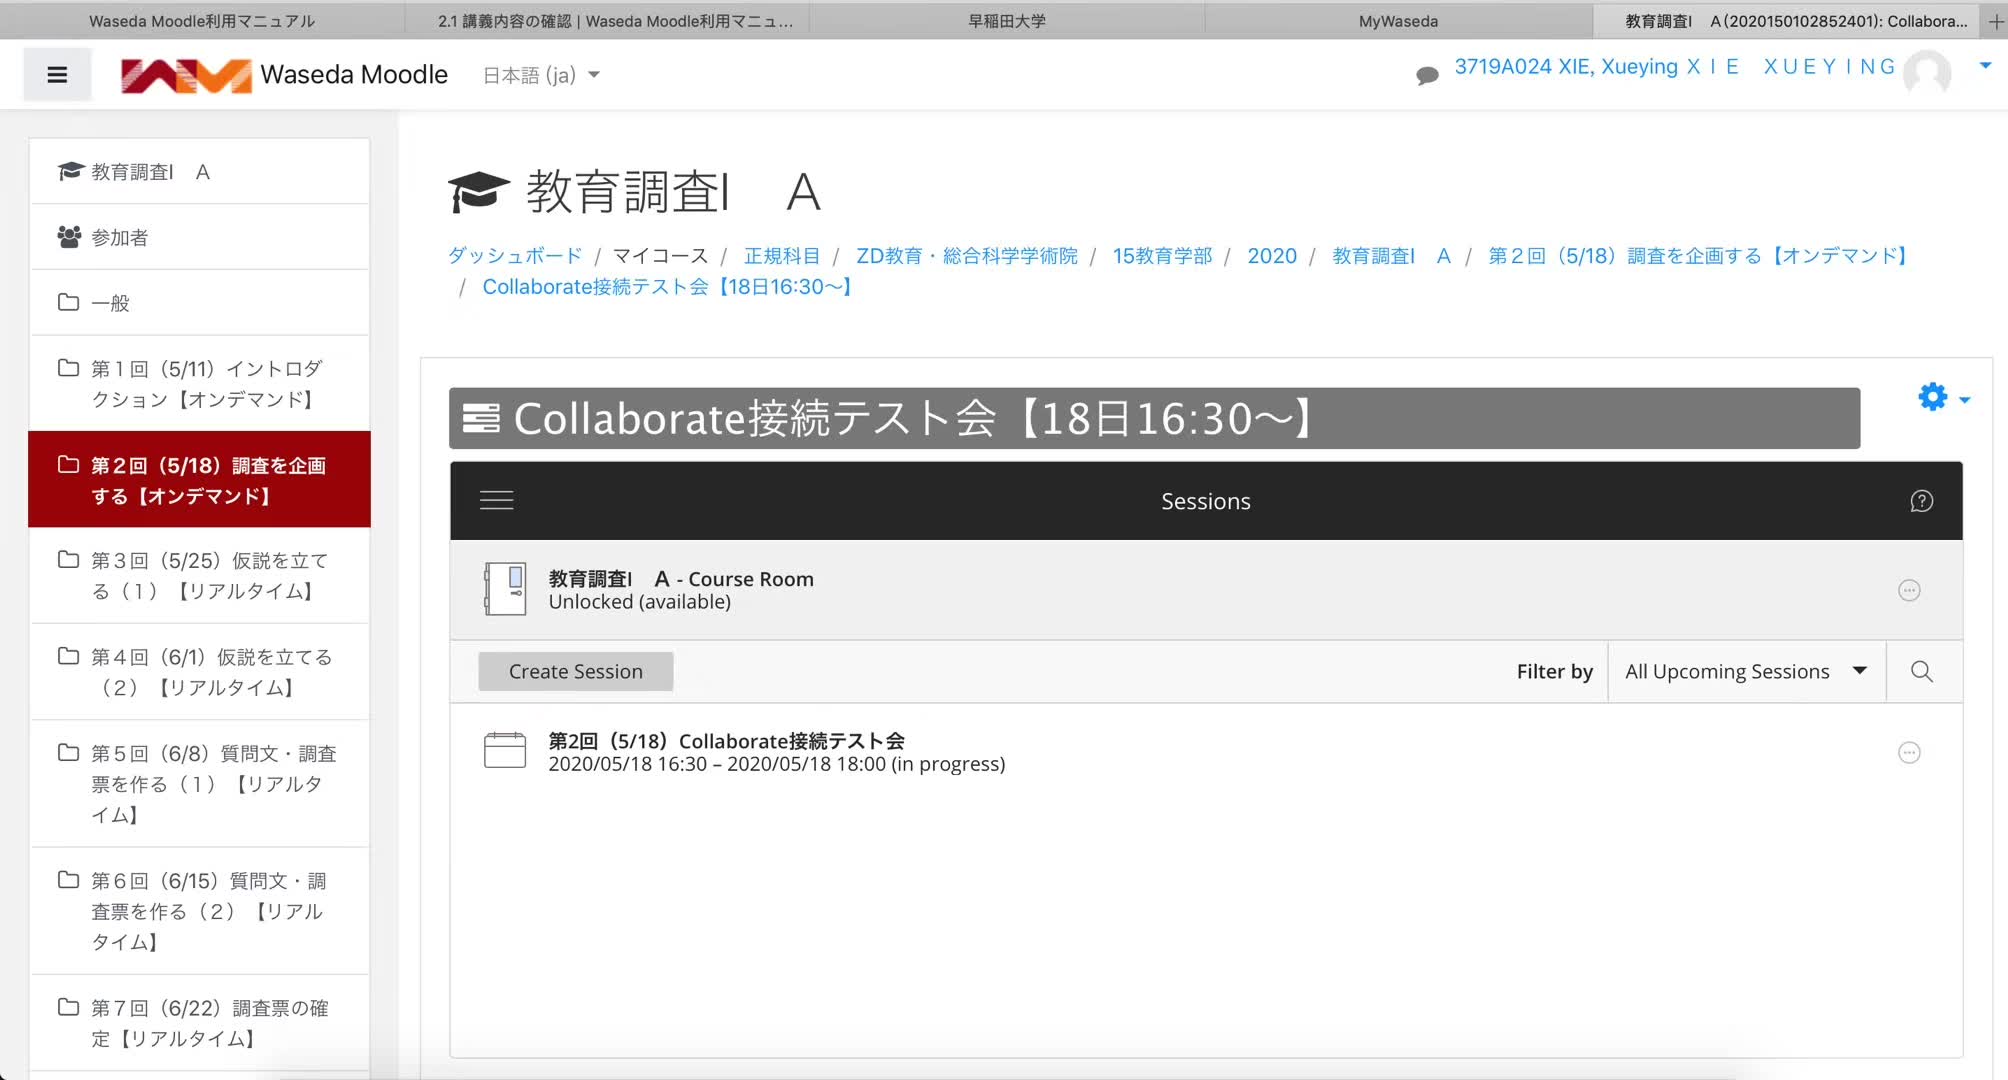 Waseda Moodle利用マニュアル
2.1 講義内容の確認 | Waseda Moodle利用マニュ…
早稲田大学
MyWaseda
教育調査I　A(2020150102852401): Collabora...
Waseda Moodle
日本語 (ja)
3719A024 XIE, Xueying ＸＩＥ　ＸＵＥＹＩＮＧ
教育調査I　A
参加者
一般
第１回（5/11）イントロダ
クション【オンデマンド】
第２回（5/18）調査を企画
する【オンデマンド】
第３回（5/25）仮説を立て
る（１）【リアルタイム】
第４回（6/1）仮説を立てる
（２）【リアルタイム】
第５回（6/8）質問文・調査
票を作る（１）【リアルタ
イム】
第６回（6/15）質問文・調
査票を作る（２）【リアル
タイム】
第７回（6/22）調査票の確
定【リアルタイム】
教育調査I　A
ダッシュボード / マイコース / 正規科目 / ZD教育・総合科学学術院 / 15教育学部 / 2020 / 教育調査I　A / 第２回（5/18）調査を企画する【オンデマンド】
/ Collaborate接続テスト会【18日16:30〜】
Collaborate接続テスト会【18日16:30〜】
Sessions
教育調査I　A - Course Room
Unlocked (available)
Create Session
Filter by
All Upcoming Sessions
第2回（5/18）Collaborate接続テスト会
2020/05/18 16:30 – 2020/05/18 18:00 (in progress)